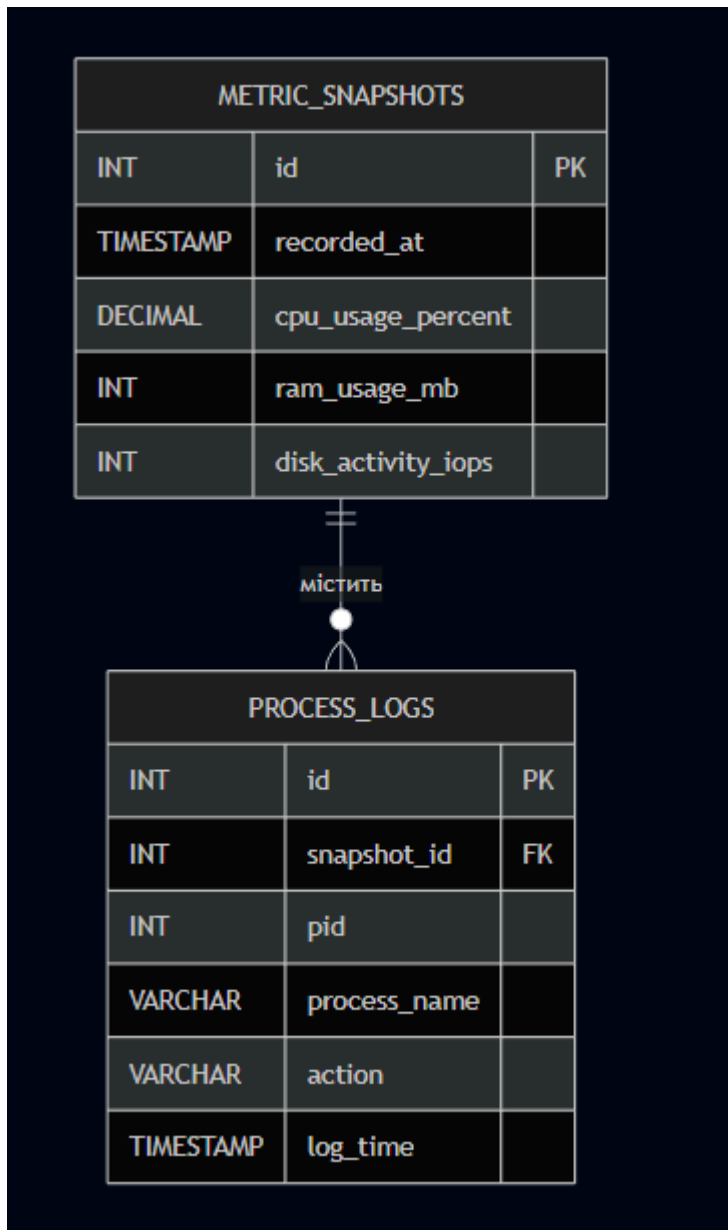 METRIC_SNAPSHOTS
INT id PK
TIMESTAMP recorded_at
DECIMAL cpu_usage_percent
INT ram_usage_mb
INT disk_activity_iops
містить
PROCESS_LOGS
INT id PK
INT snapshot_id FK
INT pid
VARCHAR process_name
VARCHAR action
TIMESTAMP log_time